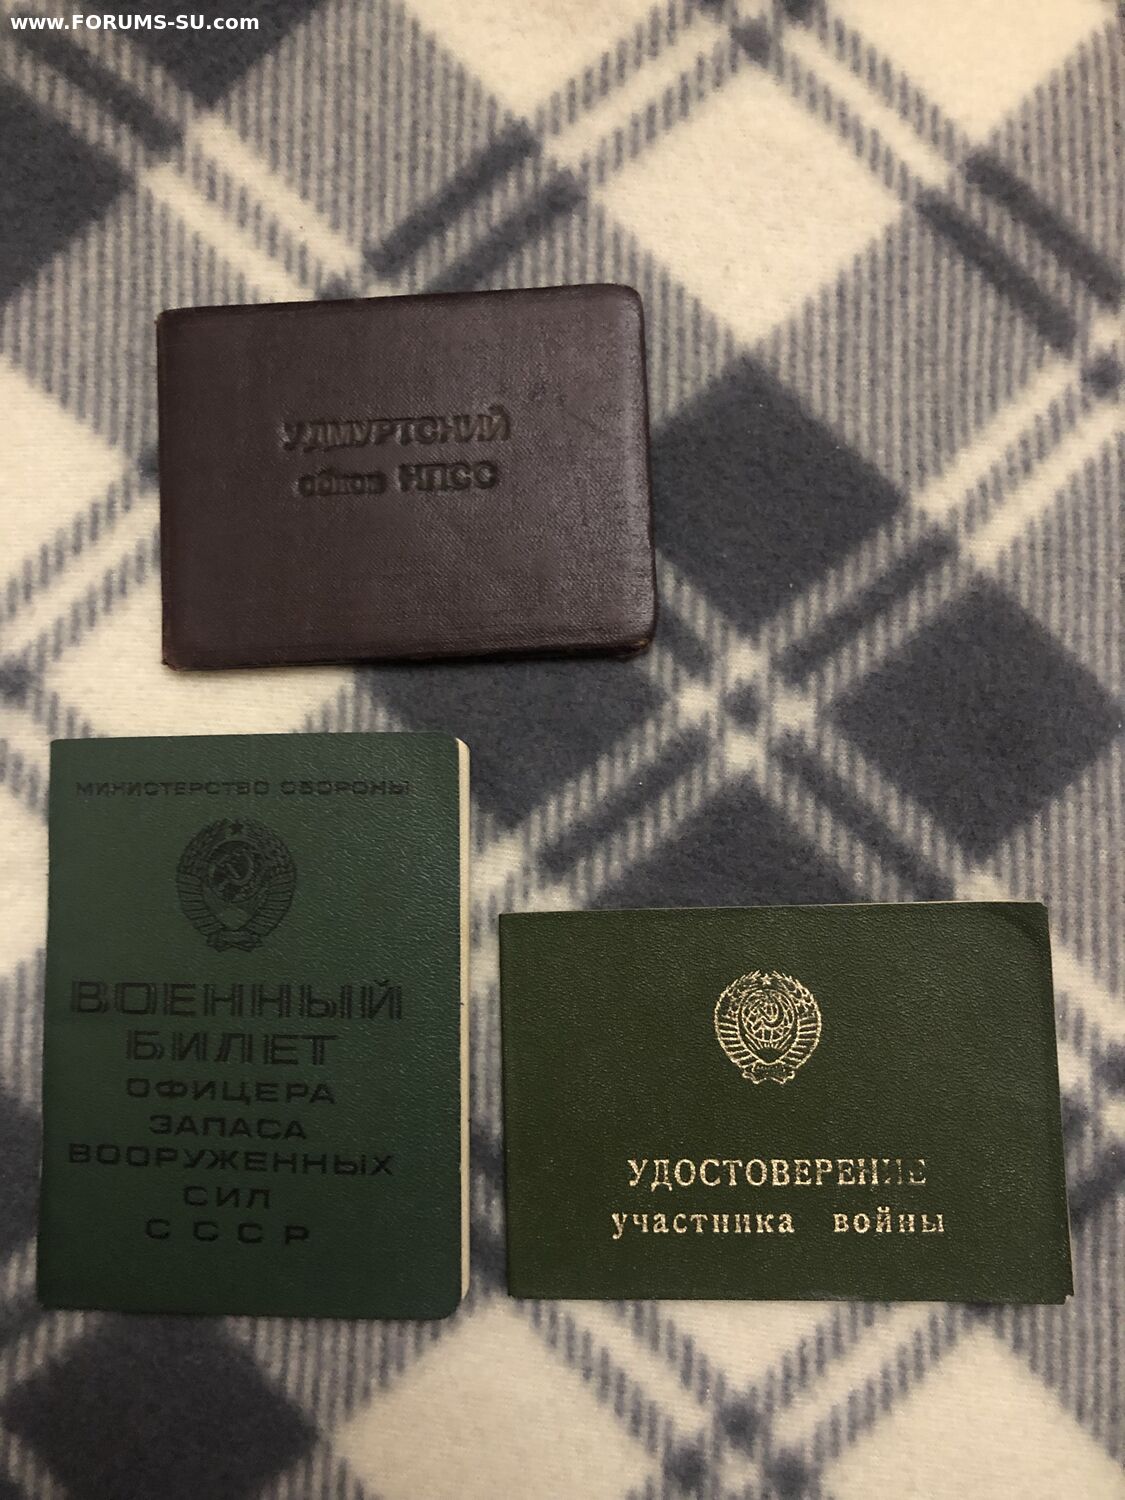 www.FORUMS-SU.com
УДМУРТСКИЙ
обком КПСС
МИНИСТЕРСТВО ОБОРОНЫ
ВОЕННЫЙ
БИЛЕТ
ОФИЦЕРА
ЗАПАСА
ВООРУЖЕННЫХ
СИЛ
СССР
УДОСТОВЕРЕНИЕ
участника войны